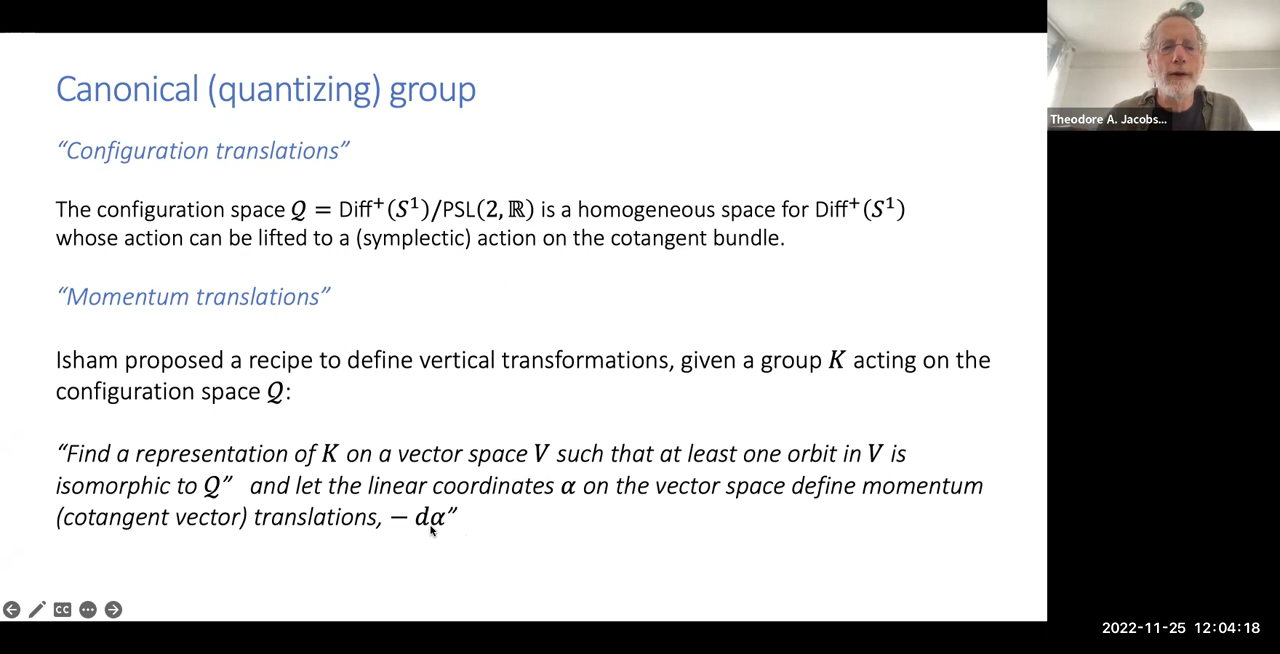 Canonical (quantizing) group
“Configuration translations”
The configuration space 𝒬 = Diff⁺(S¹)/PSL(2, ℝ) is a homogeneous space for Diff⁺(S¹)
whose action can be lifted to a (symplectic) action on the cotangent bundle.
“Momentum translations”
Isham proposed a recipe to define vertical transformations, given a group K acting on the
configuration space 𝒬:
“Find a representation of K on a vector space V such that at least one orbit in V is
isomorphic to 𝒬”  and let the linear coordinates α on the vector space define momentum
(cotangent vector) translations, − dα”
Theodore A. Jacobs...
CC
2022-11-25 12:04:18